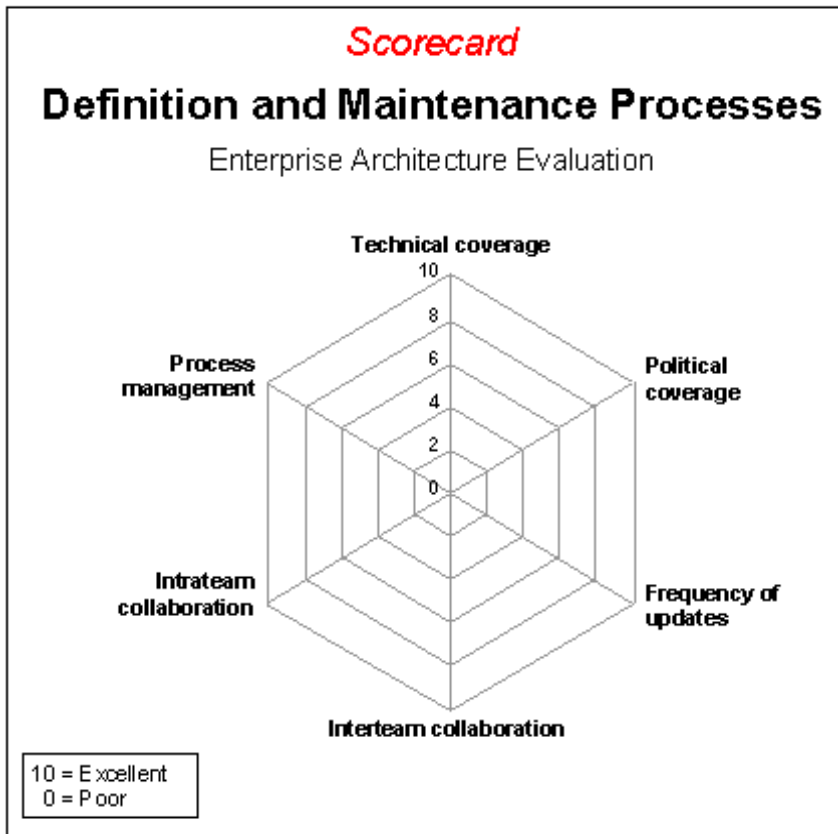 Scorecard
Definition and Maintenance Processes
Enterprise Architecture Evaluation
Technical coverage
10
8
6
4
2
0
Process
management
Political
coverage
Intrateam
collaboration
Frequency of
updates
Interteam collaboration
10 = Excellent
0 = Poor